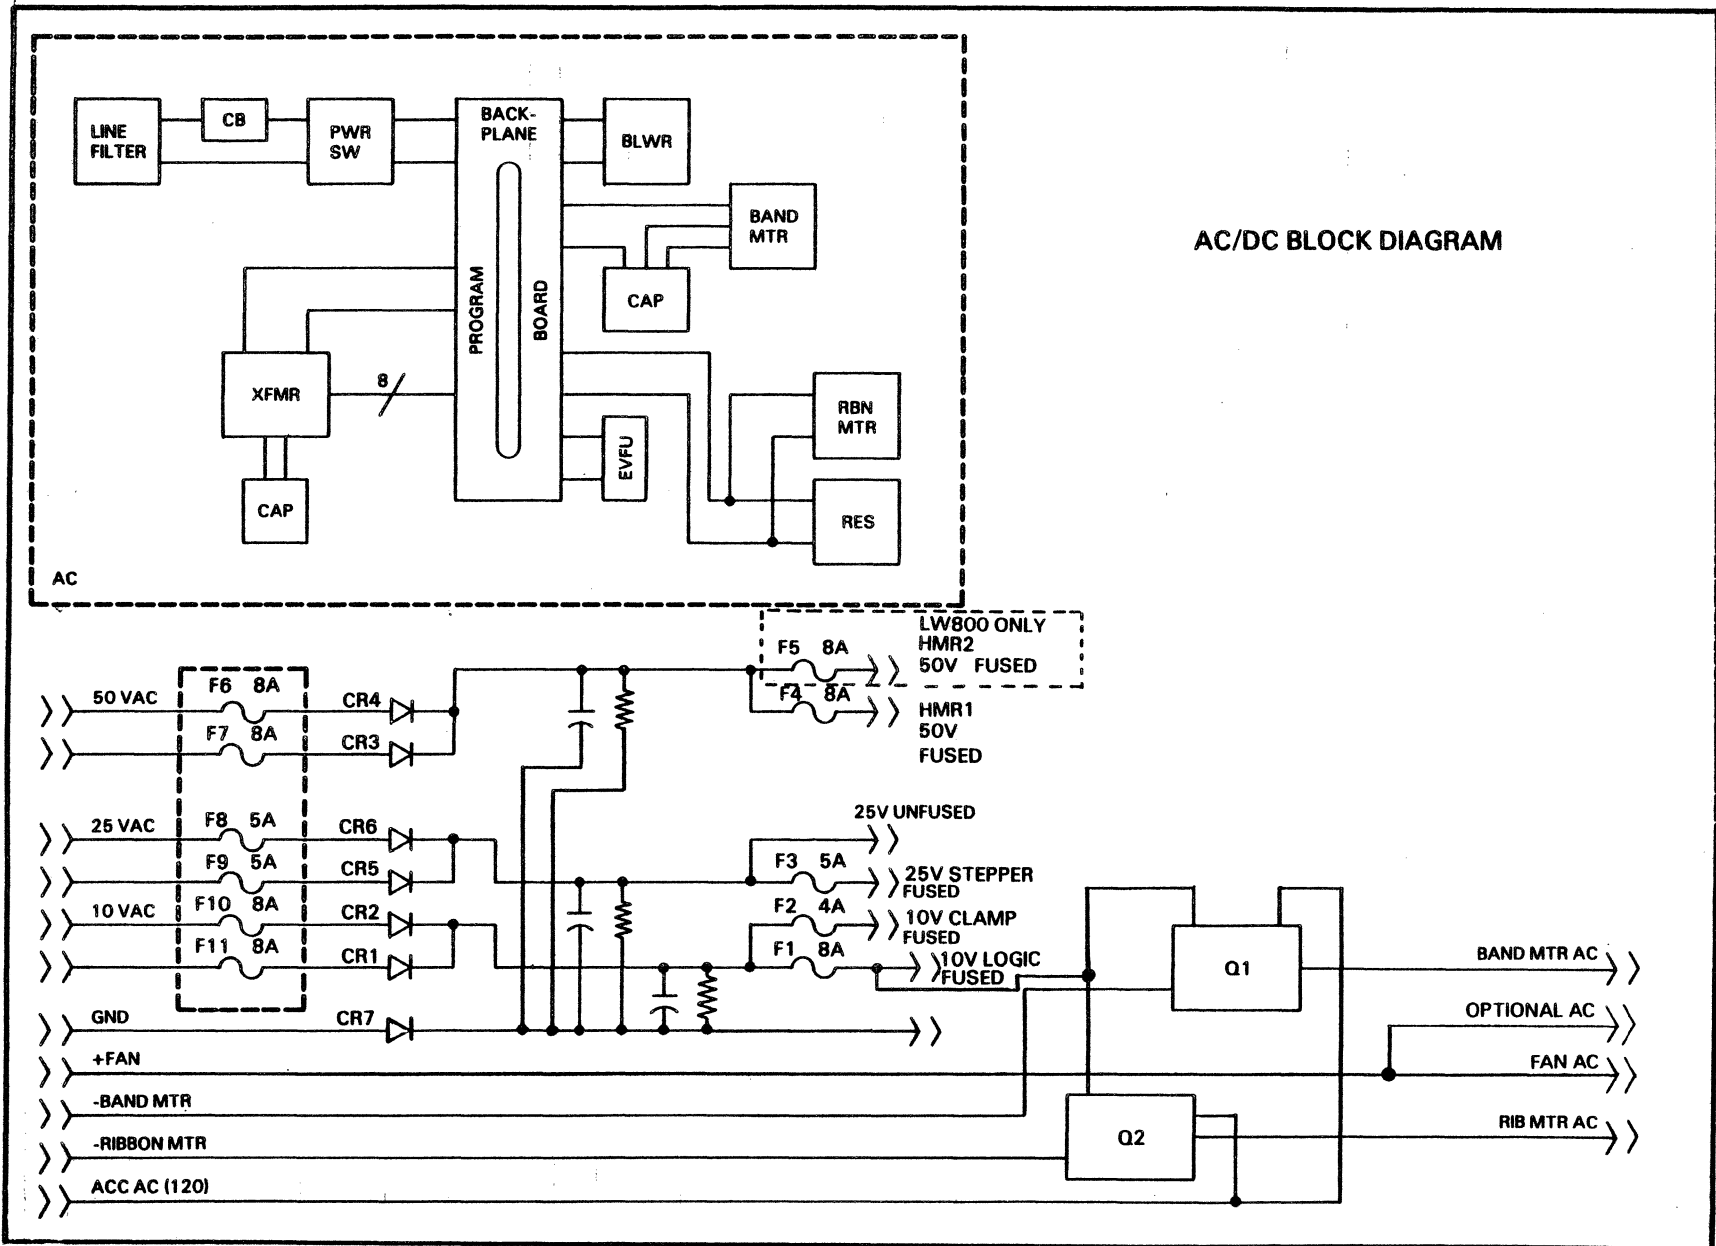 LINE
FILTER
CB
PWR
SW
BACK-
PLANE
BLWR
BAND
MTR
AC/DC BLOCK DIAGRAM
PROGRAM
BOARD
CAP
XFMR
8
RBN
MTR
EVFU
CAP
RES
AC
LW800 ONLY
HMR2
50V FUSED
F5 8A
F4 8A
HMR1
50V
FUSED
50 VAC
F6 8A
CR4
F7 8A
CR3
25V UNFUSED
25 VAC
F8 5A
CR6
F9 5A
CR5
F3 5A
25V STEPPER
FUSED
10 VAC
F10 8A
CR2
F2 4A
10V CLAMP
FUSED
F11 8A
CR1
F1 8A
10V LOGIC
FUSED
Q1
BAND MTR AC
GND
CR7
OPTIONAL AC
+FAN
FAN AC
-BAND MTR
Q2
RIB MTR AC
-RIBBON MTR
ACC AC (120)